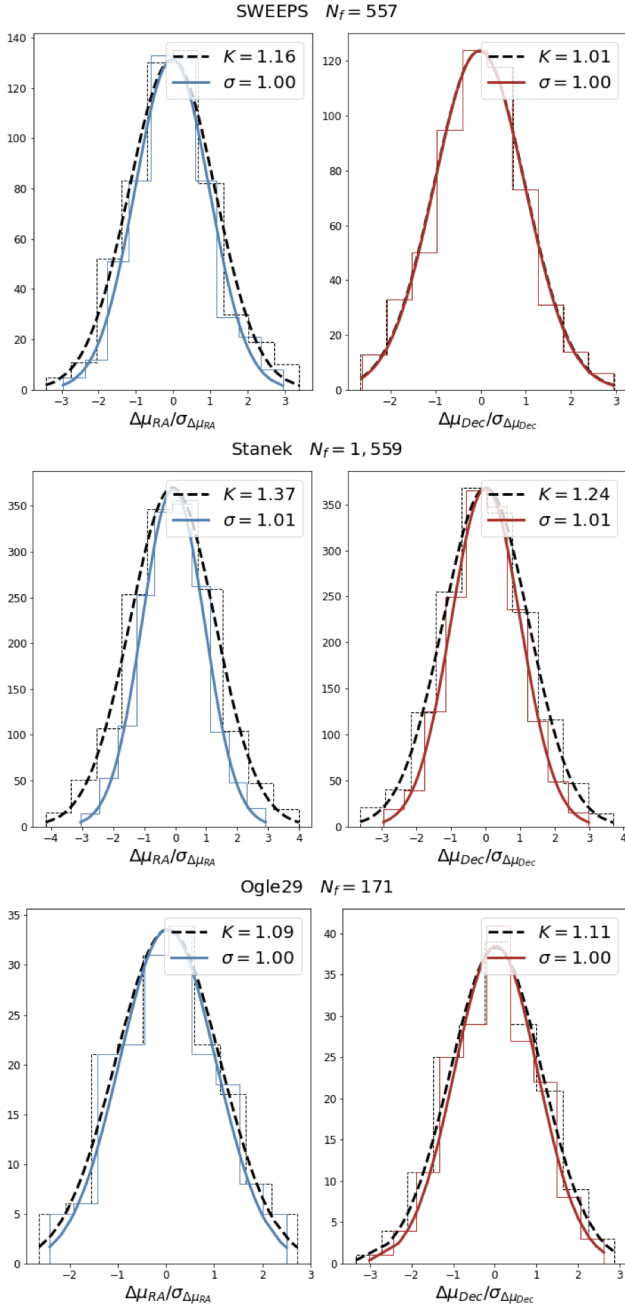 SWEEPS N_f = 557
140
120
100
80
60
40
20
0
K = 1.16
σ = 1.00
−3 −2 −1 0 1 2 3
Δμ_RA/σ_Δμ_RA
120
100
80
60
40
20
0
K = 1.01
σ = 1.00
−2 −1 0 1 2 3
Δμ_Dec/σ_Δμ_Dec
Stanek N_f = 1,559
350
300
250
200
150
100
50
0
K = 1.37
σ = 1.01
−4 −3 −2 −1 0 1 2 3 4
Δμ_RA/σ_Δμ_RA
350
300
250
200
150
100
50
0
K = 1.24
σ = 1.01
−3 −2 −1 0 1 2 3 4
Δμ_Dec/σ_Δμ_Dec
Ogle29 N_f = 171
35
30
25
20
15
10
5
0
K = 1.09
σ = 1.00
−2 −1 0 1 2 3
Δμ_RA/σ_Δμ_RA
40
35
30
25
20
15
10
5
0
K = 1.11
σ = 1.00
−3 −2 −1 0 1 2 3
Δμ_Dec/σ_Δμ_Dec